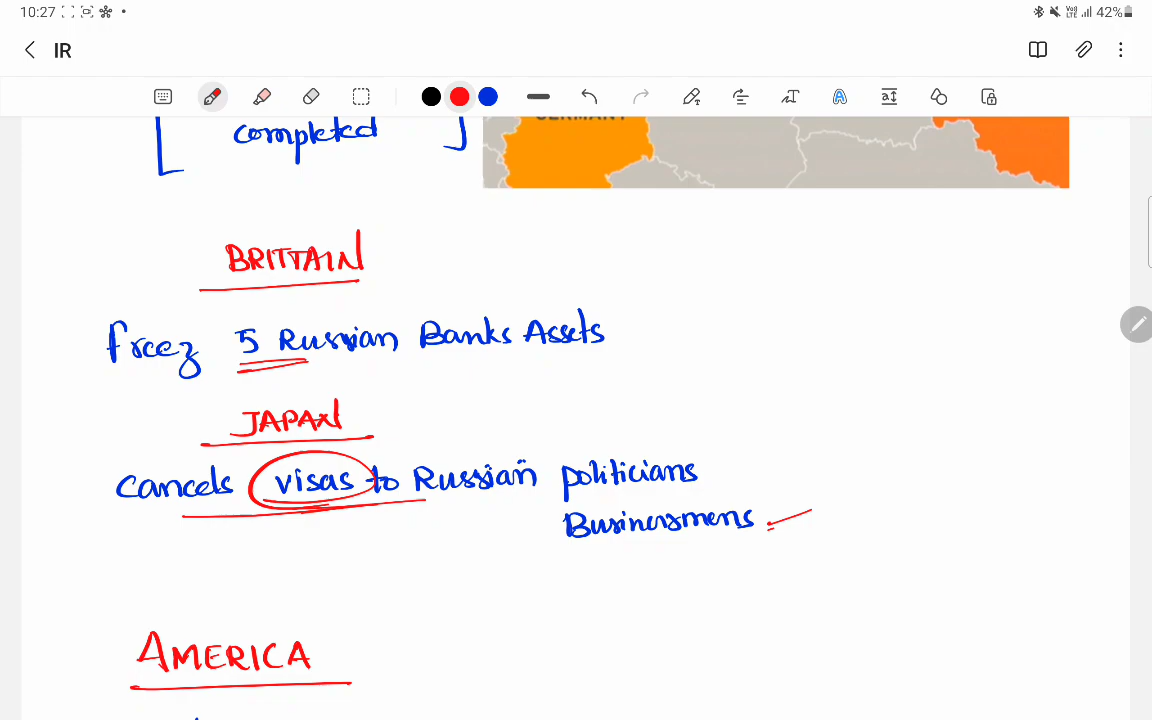 10:27
42%
IR
completed
GERMANY
BRITTAIN
freez 5 Russian Banks Assets
JAPAN
cancels visas to Russian politicians
Businessmens
AMERICA